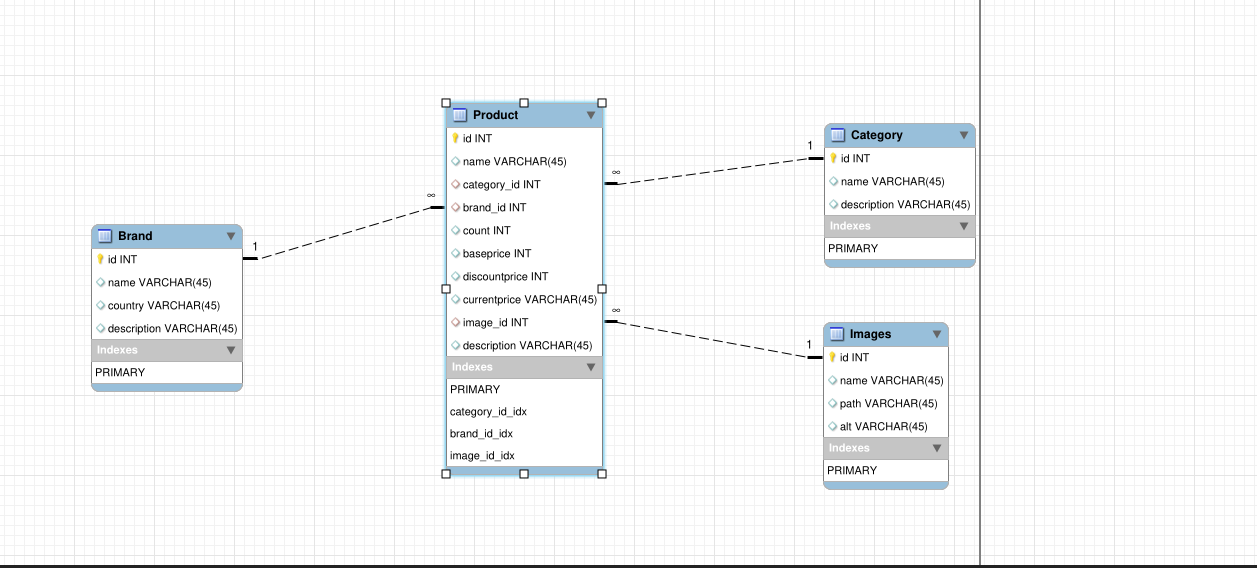 Product
id INT
name VARCHAR(45)
category_id INT
brand_id INT
count INT
baseprice INT
discountprice INT
currentprice VARCHAR(45)
image_id INT
description VARCHAR(45)
Indexes
PRIMARY
category_id_idx
brand_id_idx
image_id_idx
∞
∞
∞
Brand
id INT
name VARCHAR(45)
country VARCHAR(45)
description VARCHAR(45)
Indexes
PRIMARY
1
Category
id INT
name VARCHAR(45)
description VARCHAR(45)
Indexes
PRIMARY
1
Images
id INT
name VARCHAR(45)
path VARCHAR(45)
alt VARCHAR(45)
Indexes
PRIMARY
1